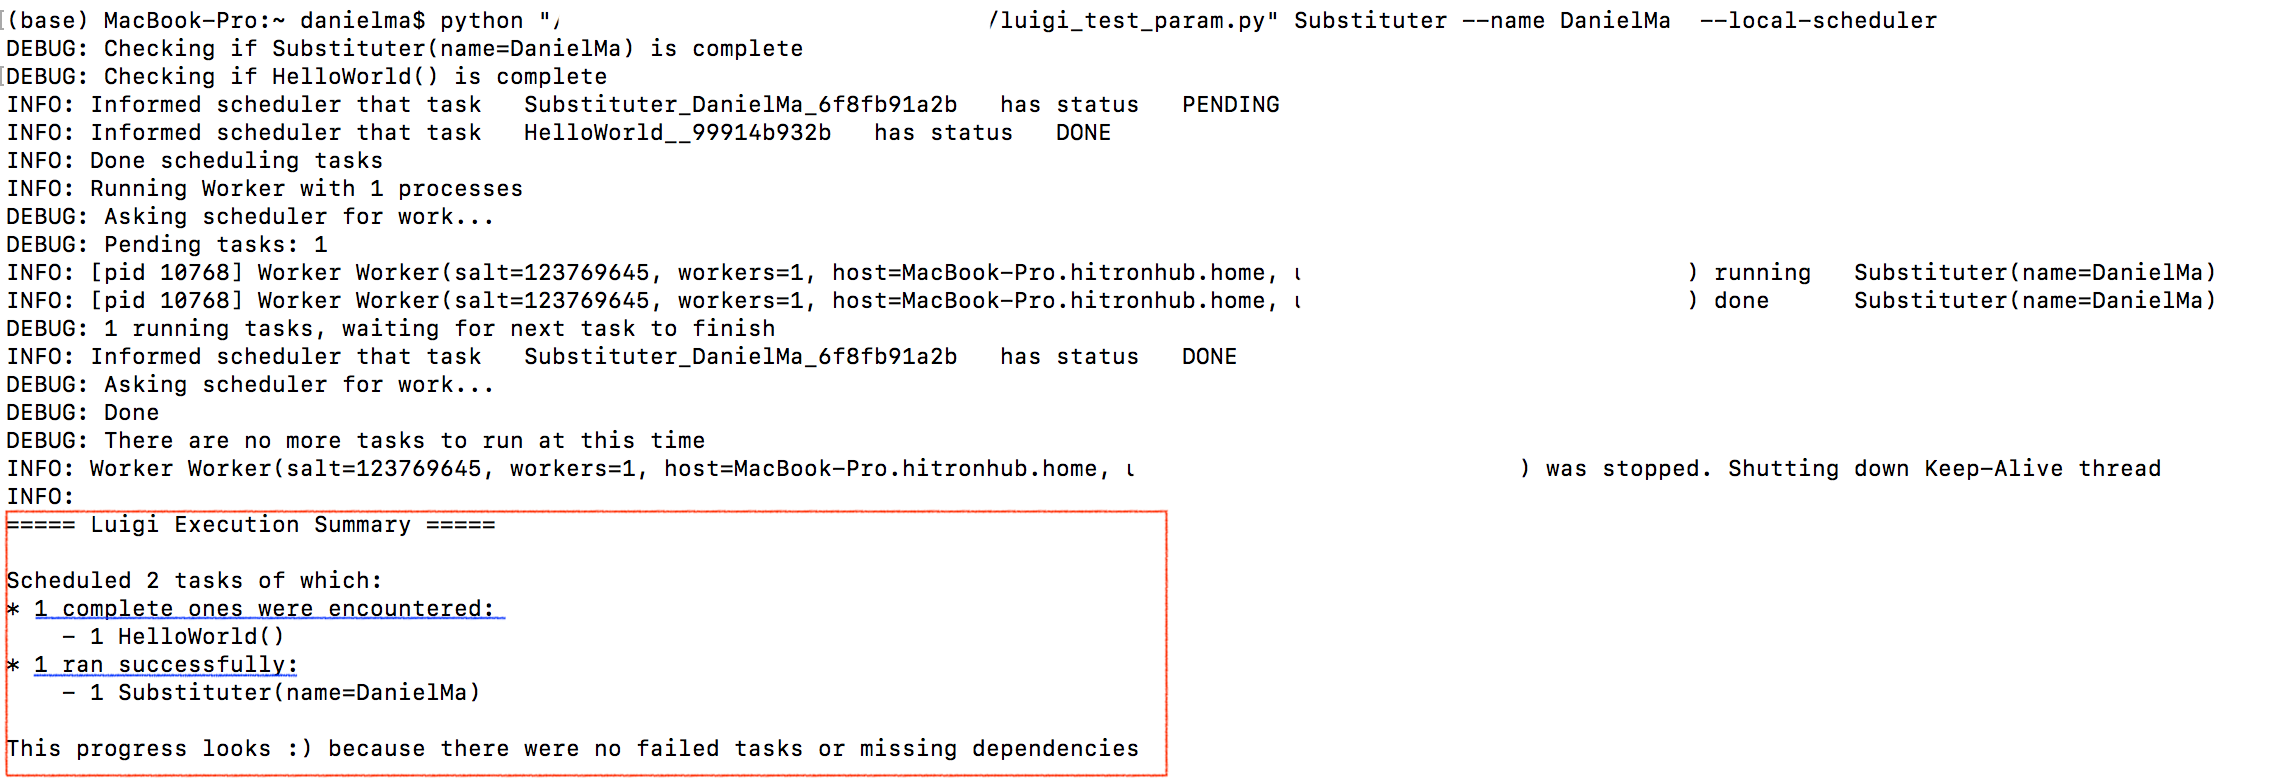 (base) MacBook-Pro:~ danielma$ python "/ /luigi_test_param.py" Substituter --name DanielMa  --local-scheduler
DEBUG: Checking if Substituter(name=DanielMa) is complete
DEBUG: Checking if HelloWorld() is complete
INFO: Informed scheduler that task   Substituter_DanielMa_6f8fb91a2b   has status   PENDING
INFO: Informed scheduler that task   HelloWorld__99914b932b   has status   DONE
INFO: Done scheduling tasks
INFO: Running Worker with 1 processes
DEBUG: Asking scheduler for work...
DEBUG: Pending tasks: 1
INFO: [pid 10768] Worker Worker(salt=123769645, workers=1, host=MacBook-Pro.hitronhub.home, ) running   Substituter(name=DanielMa)
INFO: [pid 10768] Worker Worker(salt=123769645, workers=1, host=MacBook-Pro.hitronhub.home, ) done      Substituter(name=DanielMa)
DEBUG: 1 running tasks, waiting for next task to finish
INFO: Informed scheduler that task   Substituter_DanielMa_6f8fb91a2b   has status   DONE
DEBUG: Asking scheduler for work...
DEBUG: Done
DEBUG: There are no more tasks to run at this time
INFO: Worker Worker(salt=123769645, workers=1, host=MacBook-Pro.hitronhub.home, ) was stopped. Shutting down Keep-Alive thread
INFO:
===== Luigi Execution Summary =====
Scheduled 2 tasks of which:
* 1 complete ones were encountered:
    - 1 HelloWorld()
* 1 ran successfully:
    - 1 Substituter(name=DanielMa)
This progress looks :) because there were no failed tasks or missing dependencies